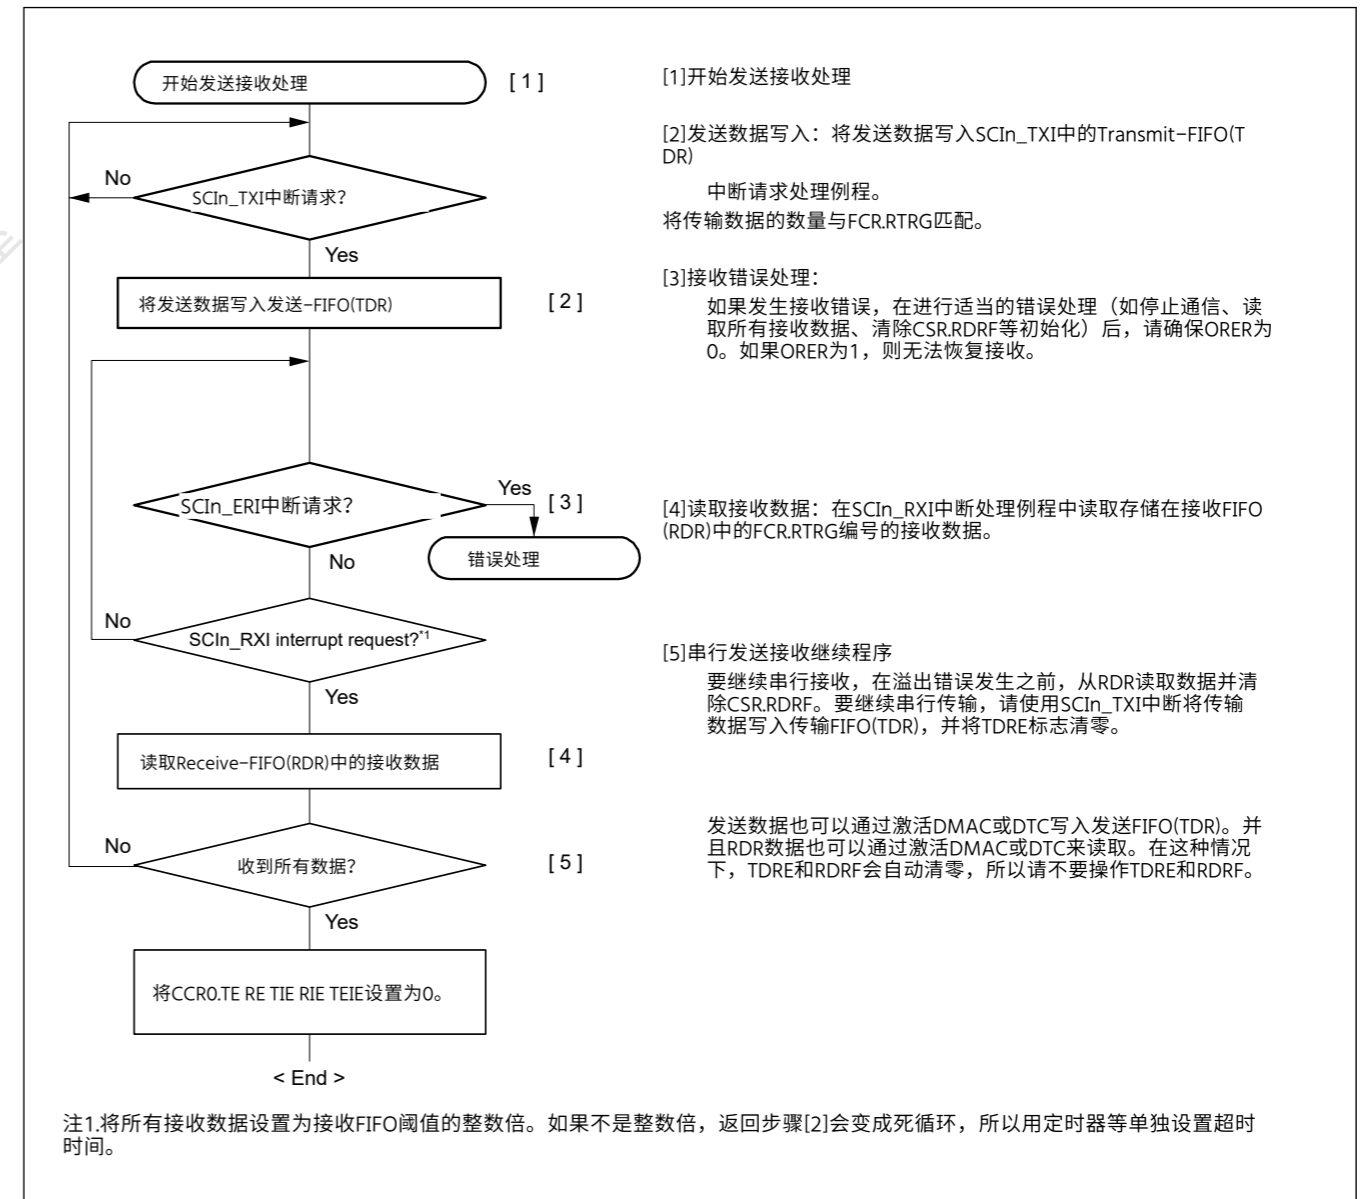 开始发送接收处理
[ 1 ]
No
SCIn_TXI中断请求？
Yes
将发送数据写入发送-FIFO(TDR)
[ 2 ]
SCIn_ERI中断请求？
Yes
[ 3 ]
错误处理
No
No
SCIn_RXI interrupt request?*1
Yes
读取Receive-FIFO(RDR)中的接收数据
[ 4 ]
No
收到所有数据？
[ 5 ]
Yes
将CCR0.TE RE TIE RIE TEIE设置为0。
< End >
[1]开始发送接收处理
[2]发送数据写入：将发送数据写入SCIn_TXI中的Transmit-FIFO(T
DR)
中断请求处理例程。
将传输数据的数量与FCR.RTRG匹配。
[3]接收错误处理：
如果发生接收错误，在进行适当的错误处理（如停止通信、读
取所有接收数据、清除CSR.RDRF等初始化）后，请确保ORER为
0。如果ORER为1，则无法恢复接收。
[4]读取接收数据：在SCIn_RXI中断处理例程中读取存储在接收FIFO
(RDR)中的FCR.RTRG编号的接收数据。
[5]串行发送接收继续程序
要继续串行接收，在溢出错误发生之前，从RDR读取数据并清
除CSR.RDRF。要继续串行传输，请使用SCIn_TXI中断将传输
数据写入传输FIFO(TDR)，并将TDRE标志清零。
发送数据也可以通过激活DMAC或DTC写入发送FIFO(TDR)。并
且RDR数据也可以通过激活DMAC或DTC来读取。在这种情况
下，TDRE和RDRF会自动清零，所以请不要操作TDRE和RDRF。
注1.将所有接收数据设置为接收FIFO阈值的整数倍。如果不是整数倍，返回步骤[2]会变成死循环，所以用定时器等单独设置超时
时间。